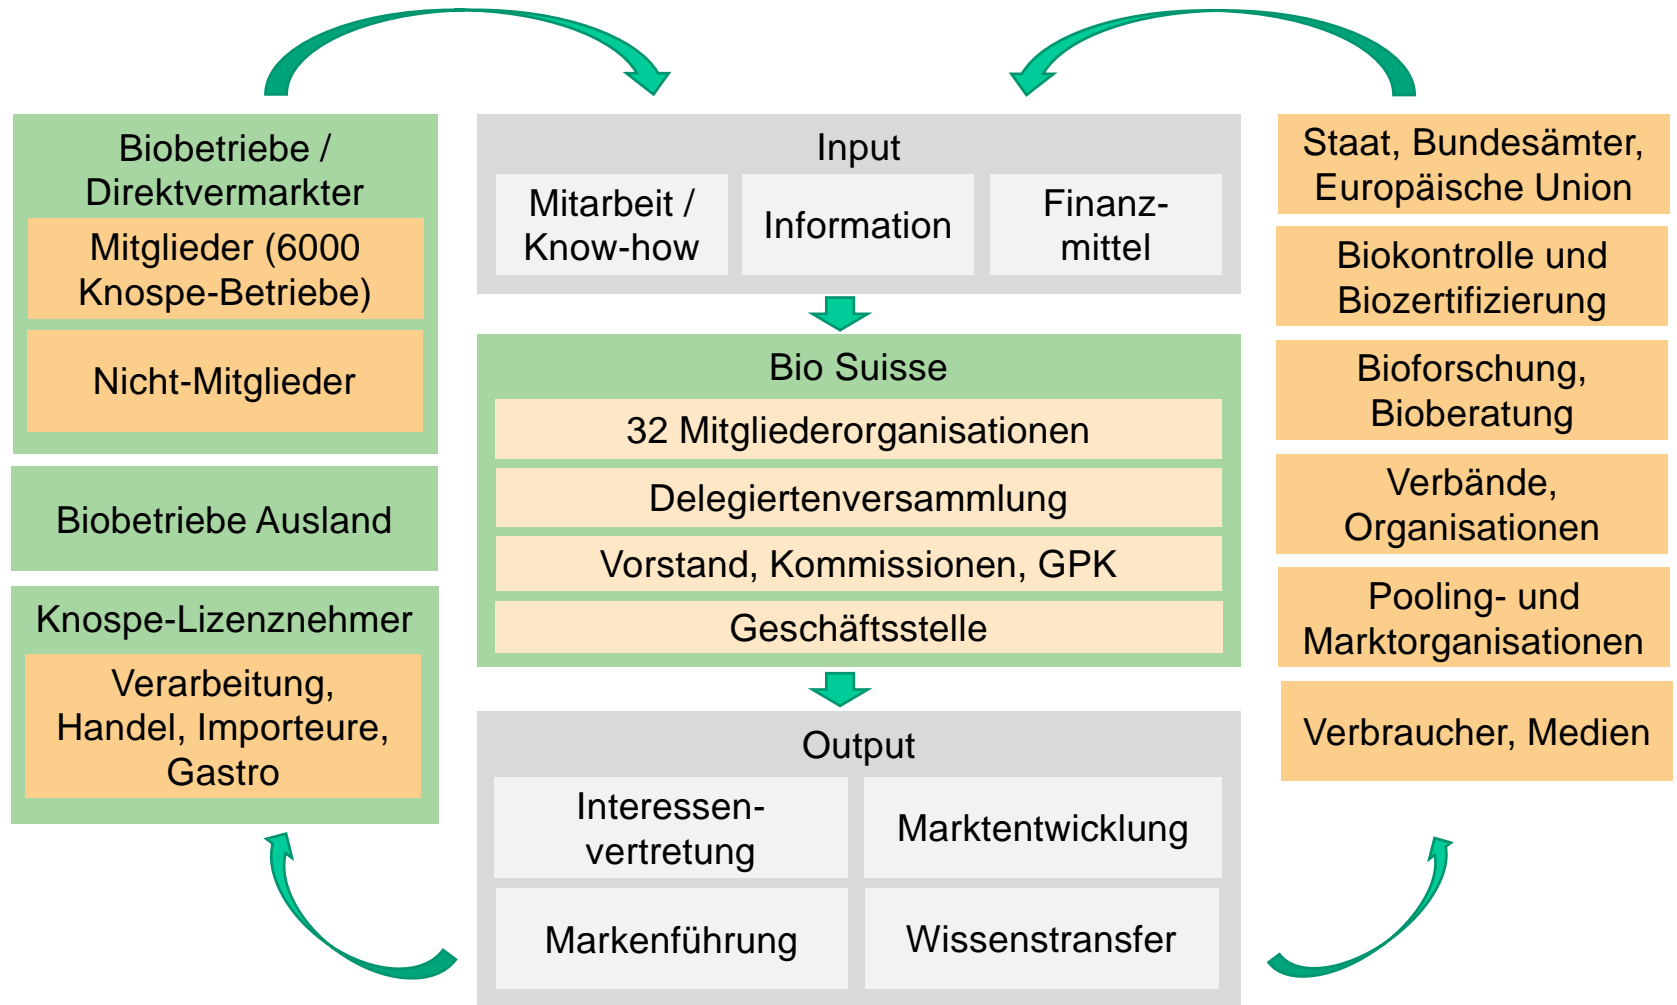 Biobetriebe /
Direktvermarkter
Mitglieder (6000
Knospe-Betriebe)
Nicht-Mitglieder
Biobetriebe Ausland
Knospe-Lizenznehmer
Verarbeitung,
Handel, Importeure,
Gastro
Input
Mitarbeit /
Know-how
Information
Finanz-
mittel
Bio Suisse
32 Mitgliederorganisationen
Delegiertenversammlung
Vorstand, Kommissionen, GPK
Geschäftsstelle
Output
Interessen-
vertretung
Marktentwicklung
Markenführung
Wissenstransfer
Staat, Bundesämter,
Europäische Union
Biokontrolle und
Biozertifizierung
Bioforschung,
Bioberatung
Verbände,
Organisationen
Pooling- und
Marktorganisationen
Verbraucher, Medien